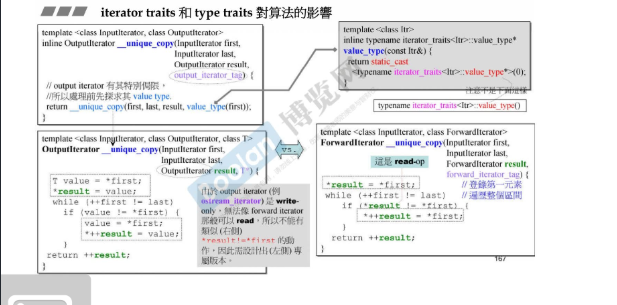 iterator traits 和 type traits 對算法的影響
template <class InputIterator, class OutputIterator>
inline OutputIterator __unique_copy(InputIterator first,
InputIterator last,
OutputIterator result,
output_iterator_tag) {
// output iterator 有其特別侷限,
//所以處理前先探求其 value type.
return __unique_copy(first, last, result, value_type(first));
}
template <class Itr>
inline typename iterator_traits<Itr>::value_type*
value_type(const Itr&) {
return static_cast
<typename iterator_traits<Itr>::value_type*>(0);
}
注意不是下面這樣
typename iterator_traits<Itr>::value_type()
template <class InputIterator, class OutputIterator, class T>
OutputIterator __unique_copy(InputIterator first,
InputIterator last,
OutputIterator result, T*) {
T value = *first;
*result = value;
while (++first != last)
if (value != *first) {
value = *first;
*++result = value;
}
return ++result;
}
vs.
由於 output iterator (例
ostream_iterator) 是 write-
only, 無法像 forward iterator
那般可以 read, 所以不能有
類似 (右側)
*result!=*first 的動
作, 因此需設計出 (左側) 專
屬版本。
template <class InputIterator, class ForwardIterator>
ForwardIterator __unique_copy(InputIterator first,
InputIterator last,
ForwardIterator result,
forward_iterator_tag) {
這是 read-op
*result = *first; // 登錄第一元素
while (++first != last) // 遍歷整個區間
if (*result != *first)
*++result = *first;
return ++result;
}
167
博览网